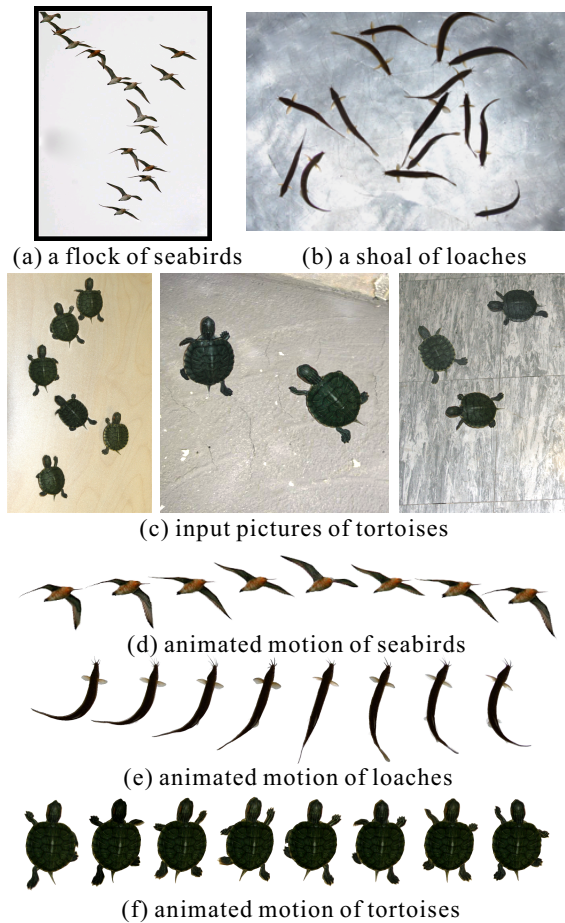 (a) a flock of seabirds
(b) a shoal of loaches
(c) input pictures of tortoises
(d) animated motion of seabirds
(e) animated motion of loaches
(f) animated motion of tortoises